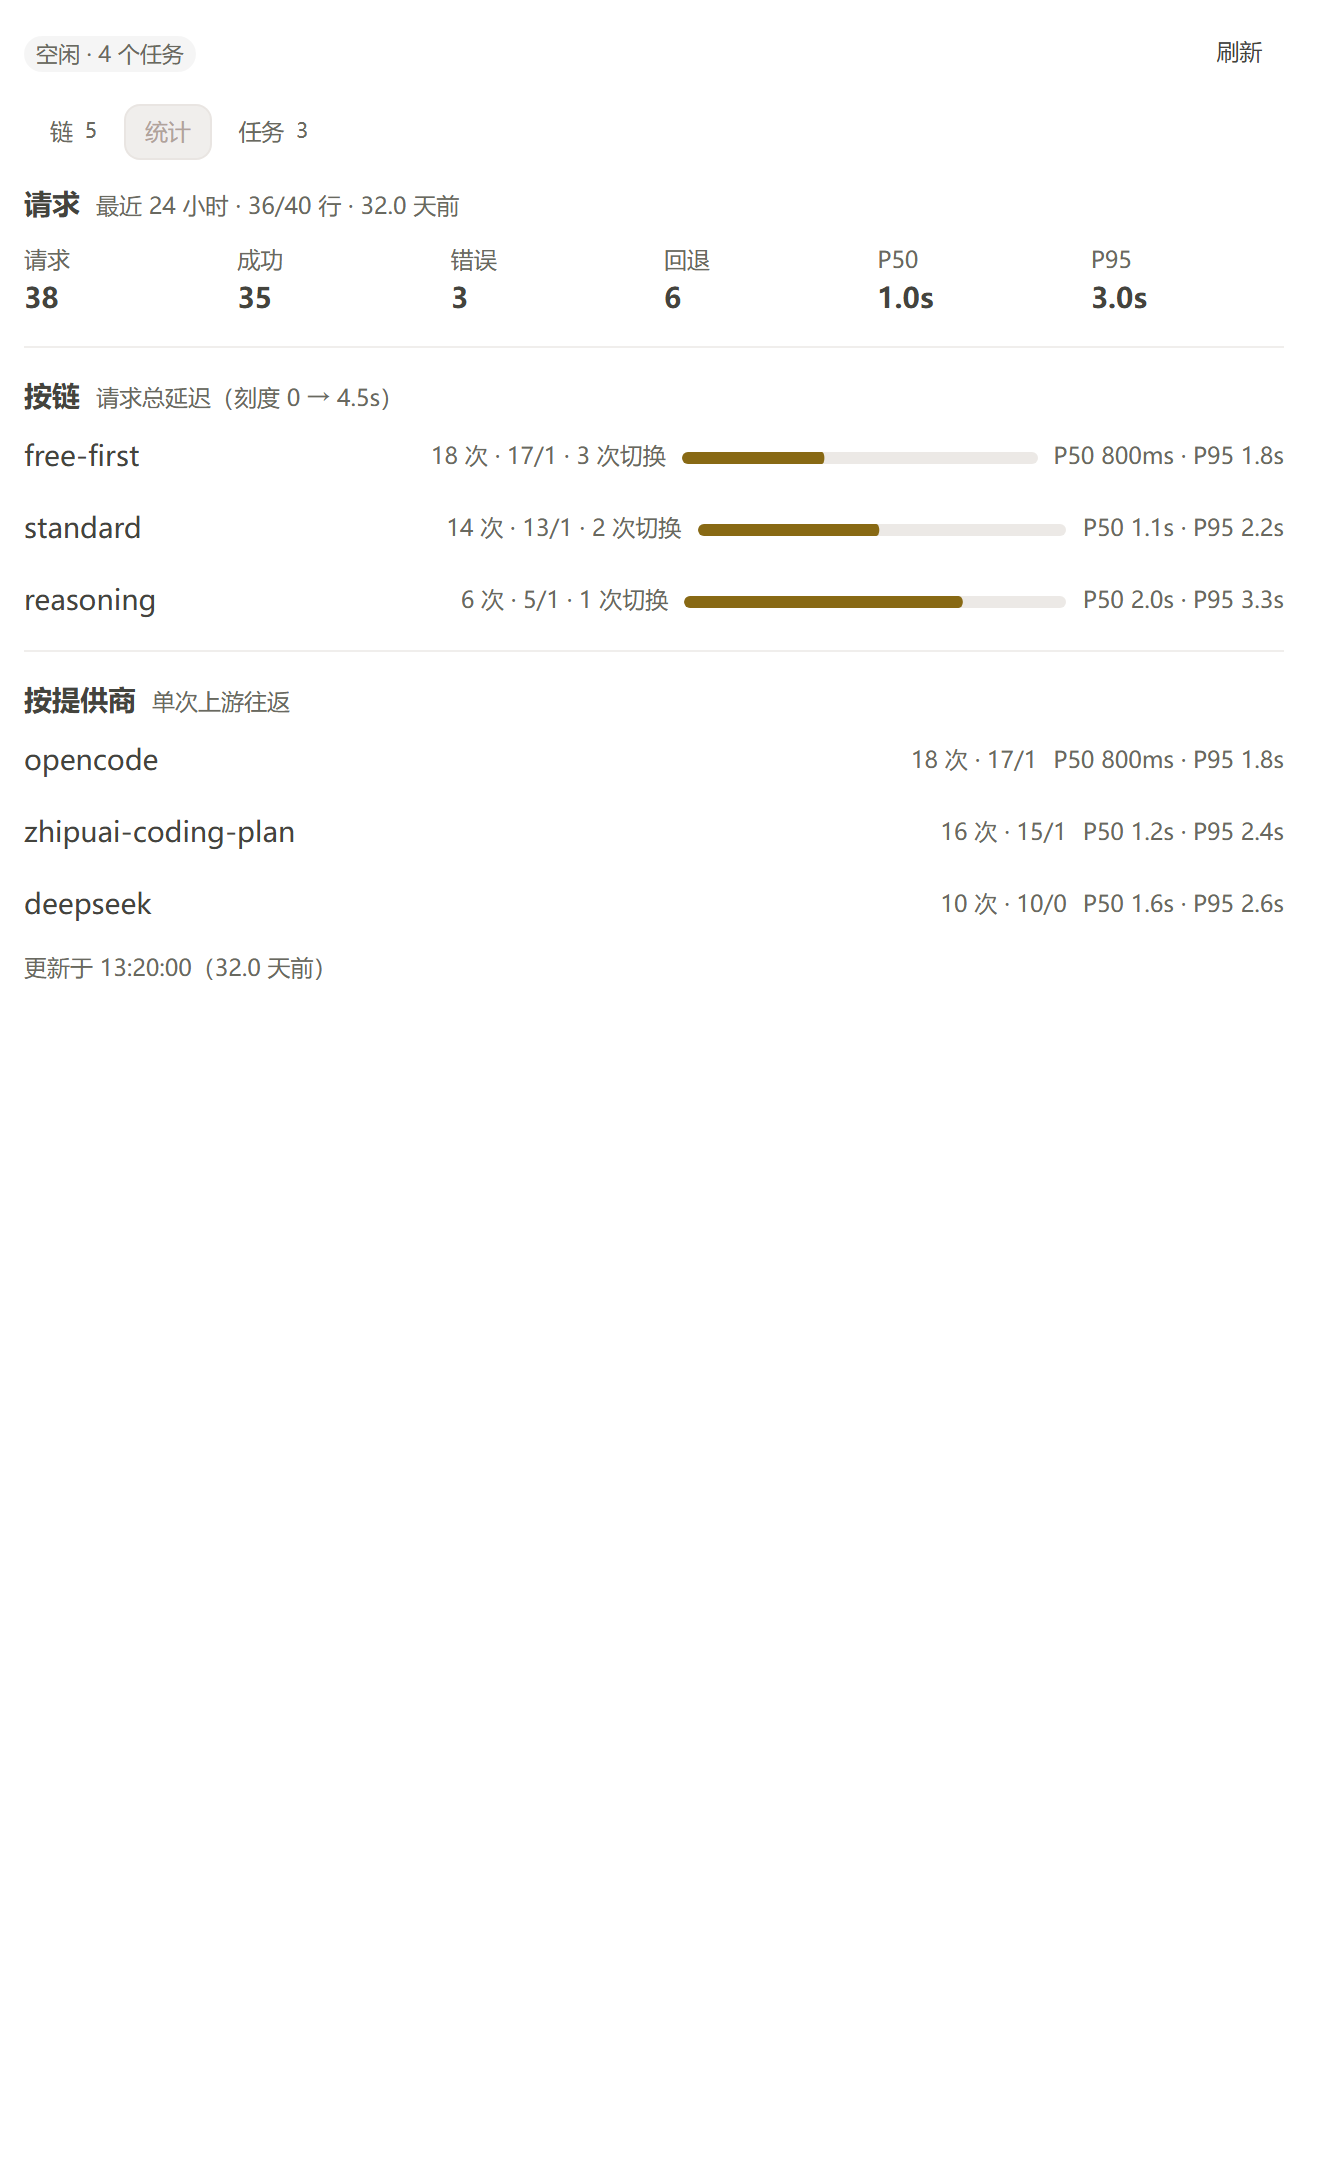 空闲 · 4 个任务 刷新
链 5 统计 任务 3
请求 最近 24 小时 · 36/40 行 · 32.0 天前
请求 成功 错误 回退 P50 P95
38 35 3 6 1.0s 3.0s
按链 请求总延迟（刻度 0 → 4.5s）
free-first 18 次 · 17/1 · 3 次切换 P50 800ms · P95 1.8s
standard 14 次 · 13/1 · 2 次切换 P50 1.1s · P95 2.2s
reasoning 6 次 · 5/1 · 1 次切换 P50 2.0s · P95 3.3s
按提供商 单次上游往返
opencode 18 次 · 17/1 P50 800ms · P95 1.8s
zhipuai-coding-plan 16 次 · 15/1 P50 1.2s · P95 2.4s
deepseek 10 次 · 10/0 P50 1.6s · P95 2.6s
更新于 13:20:00（32.0 天前）